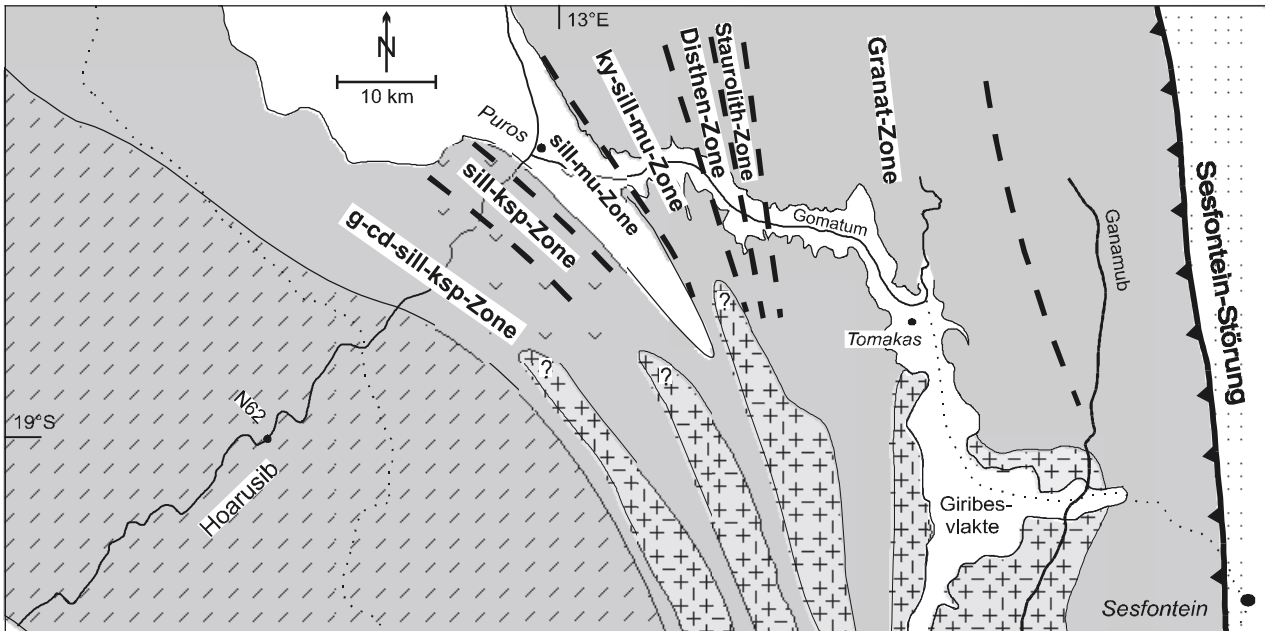 13°E
N
10 km
Puros
ky-sill-mu-Zone
Disthen-Zone
Staurolith-Zone
Granat-Zone
sill-mu-Zone
sill-ksp-Zone
g-cd-sill-ksp-Zone
Gomatum
Ganamub
Sesfontein-Störung
Tomakas
?
?
?
19°S
N62
Hoarusib
Giribes-
vlakte
Sesfontein